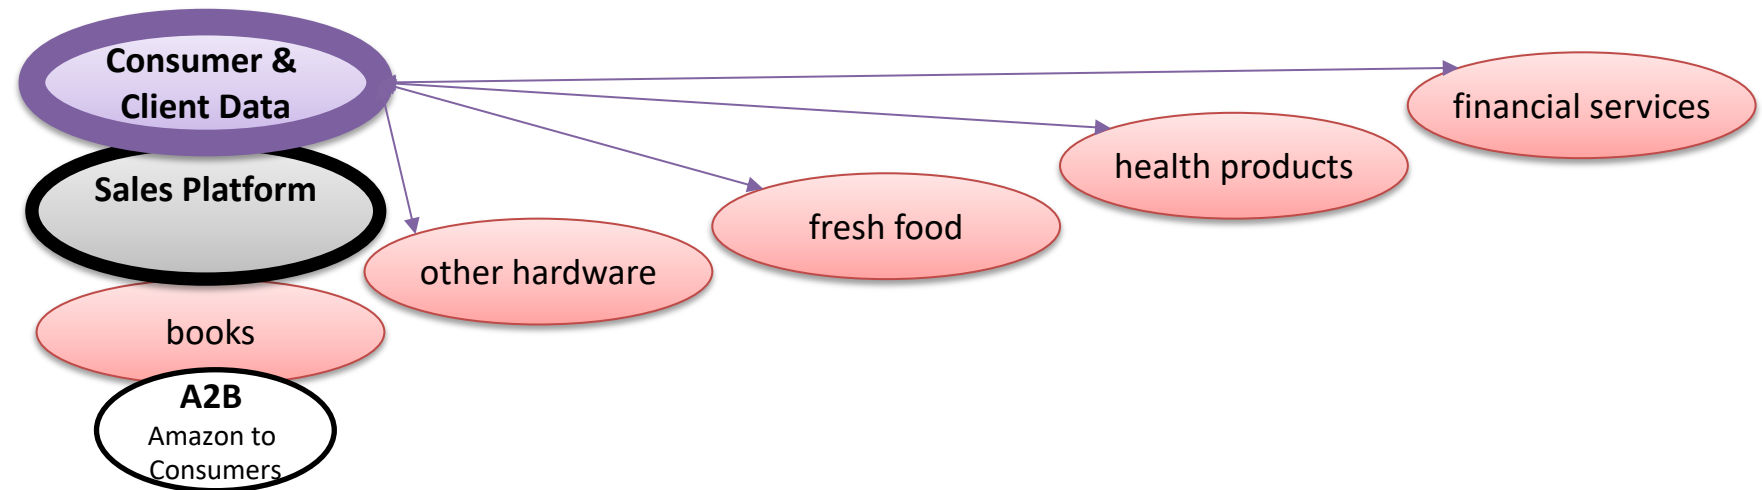 Consumer &
Client Data
financial services
health products
Sales Platform
fresh food
other hardware
books
A2B
Amazon to
Consumers